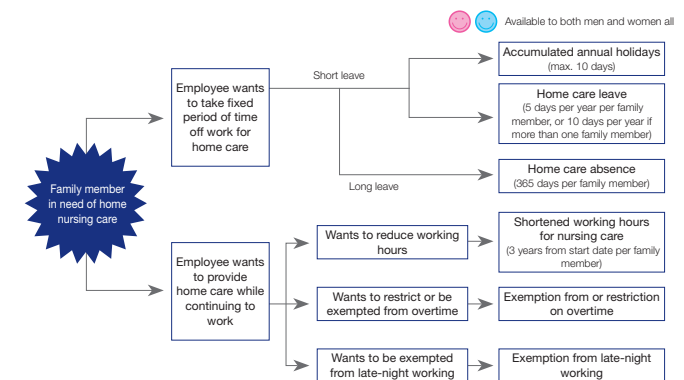 Available to both men and women all
Family member
in need of home
nursing care
Employee wants
to take fixed
period of time
off work for
home care
Short leave
Long leave
Accumulated annual holidays
(max. 10 days)
Home care leave
(5 days per year per family
member, or 10 days per year if
more than one family member)
Home care absence
(365 days per family member)
Employee wants
to provide
home care while
continuing to
work
Wants to reduce working
hours
Shortened working hours
for nursing care
(3 years from start date per family
member)
Wants to restrict or be
exempted from overtime
Exemption from or restriction
on overtime
Wants to be exempted
from late-night working
Exemption from late-night
working